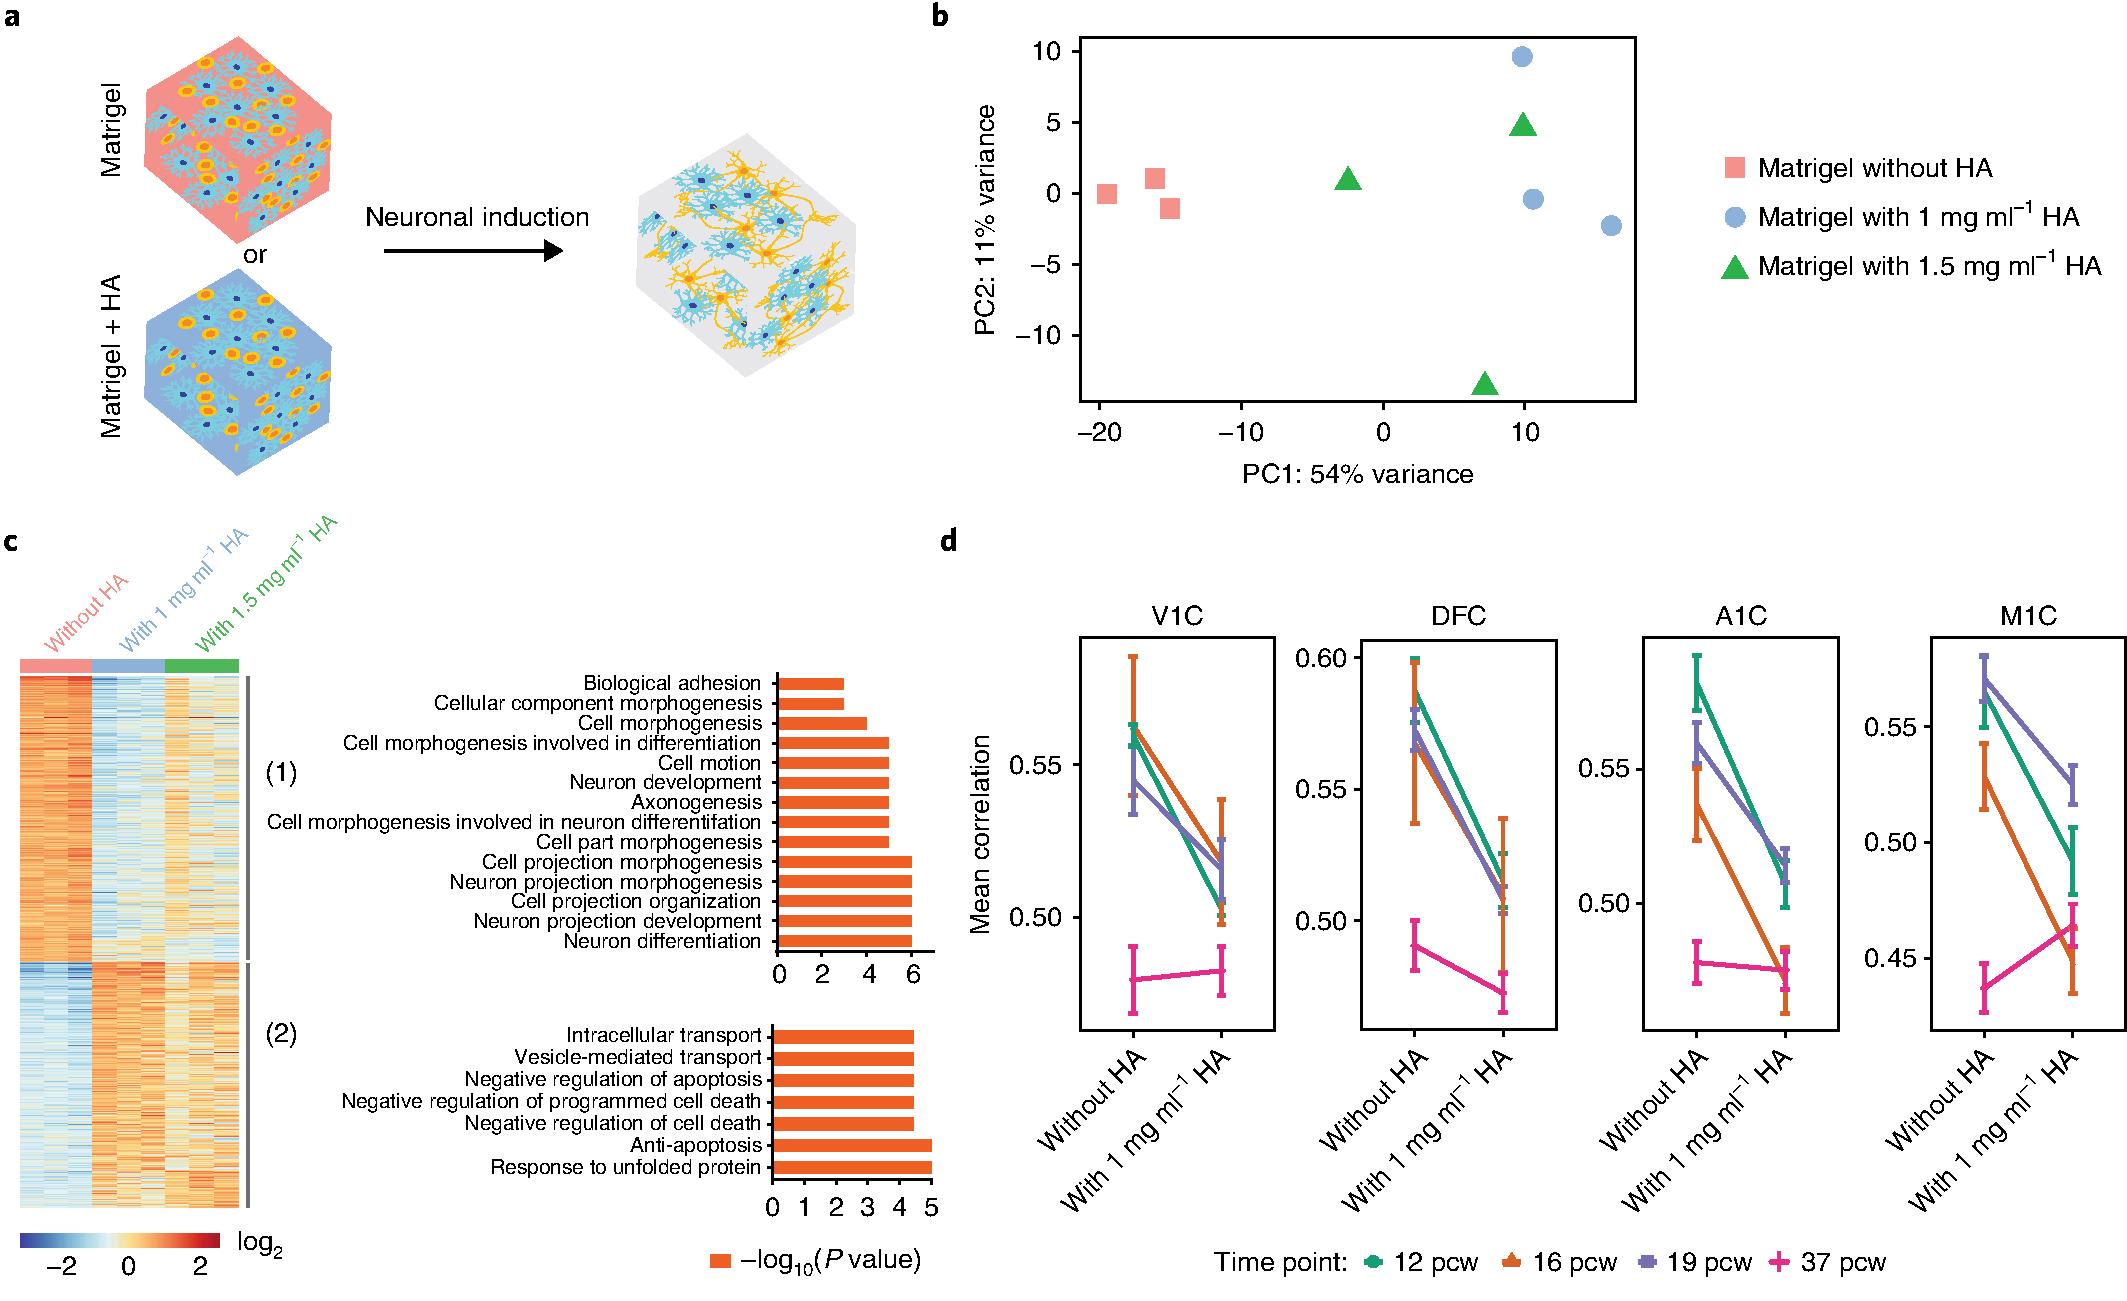 a
Matrigel
or
Matrigel + HA
Neuronal induction
b
10
5
0
−5
−10
PC2: 11% variance
−20
−10
0
10
PC1: 54% variance
Matrigel without HA
Matrigel with 1 mg ml−1 HA
Matrigel with 1.5 mg ml−1 HA
c
Without HA
With 1 mg ml−1 HA
With 1.5 mg ml−1 HA
(1)
(2)
−2
0
2
log2
Biological adhesion
Cellular component morphogenesis
Cell morphogenesis
Cell morphogenesis involved in differentiation
Cell motion
Neuron development
Axonogenesis
Cell morphogenesis involved in neuron differentifation
Cell part morphogenesis
Cell projection morphogenesis
Neuron projection morphogenesis
Cell projection organization
Neuron projection development
Neuron differentiation
0 2 4 6
Intracellular transport
Vesicle-mediated transport
Negative regulation of apoptosis
Negative regulation of programmed cell death
Negative regulation of cell death
Anti-apoptosis
Response to unfolded protein
0 1 2 3 4 5
−log10(P value)
d
Mean correlation
V1C
0.55
0.50
Without HA
With 1 mg ml−1 HA
DFC
0.60
0.55
0.50
Without HA
With 1 mg ml−1 HA
A1C
0.55
0.50
Without HA
With 1 mg ml−1 HA
M1C
0.55
0.50
0.45
Without HA
With 1 mg ml−1 HA
Time point: 12 pcw 16 pcw 19 pcw 37 pcw